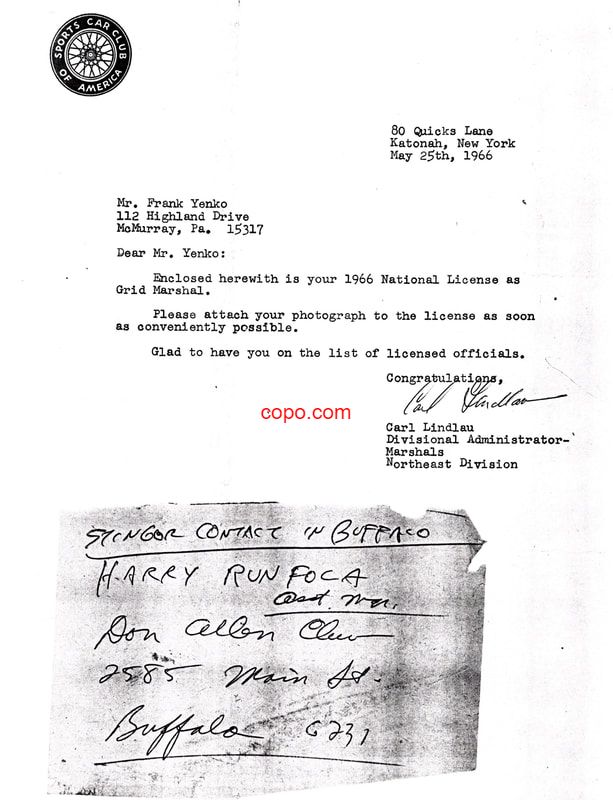 SPORTS CAR CLUB
OF AMERICA
80 Quicks Lane
Katonah, New York
May 25th, 1966
Mr. Frank Yenko
112 Highland Drive
McMurray, Pa. 15317
Dear Mr. Yenko:
Enclosed herewith is your 1966 National License as
Grid Marshal.
Please attach your photograph to the license as soon
as conveniently possible.
Glad to have you on the list of licensed officials.
Congratulations,
Carl Lindlau
copo.com
Carl Lindlau
Divisional Administrator-
Marshals
Northeast Division
STINGOR CONTACT IN BUFFALO
HARRY RUNFOLA
Asst. Mgr.
Don Allen Chev
2585 Main St.
Buffalo